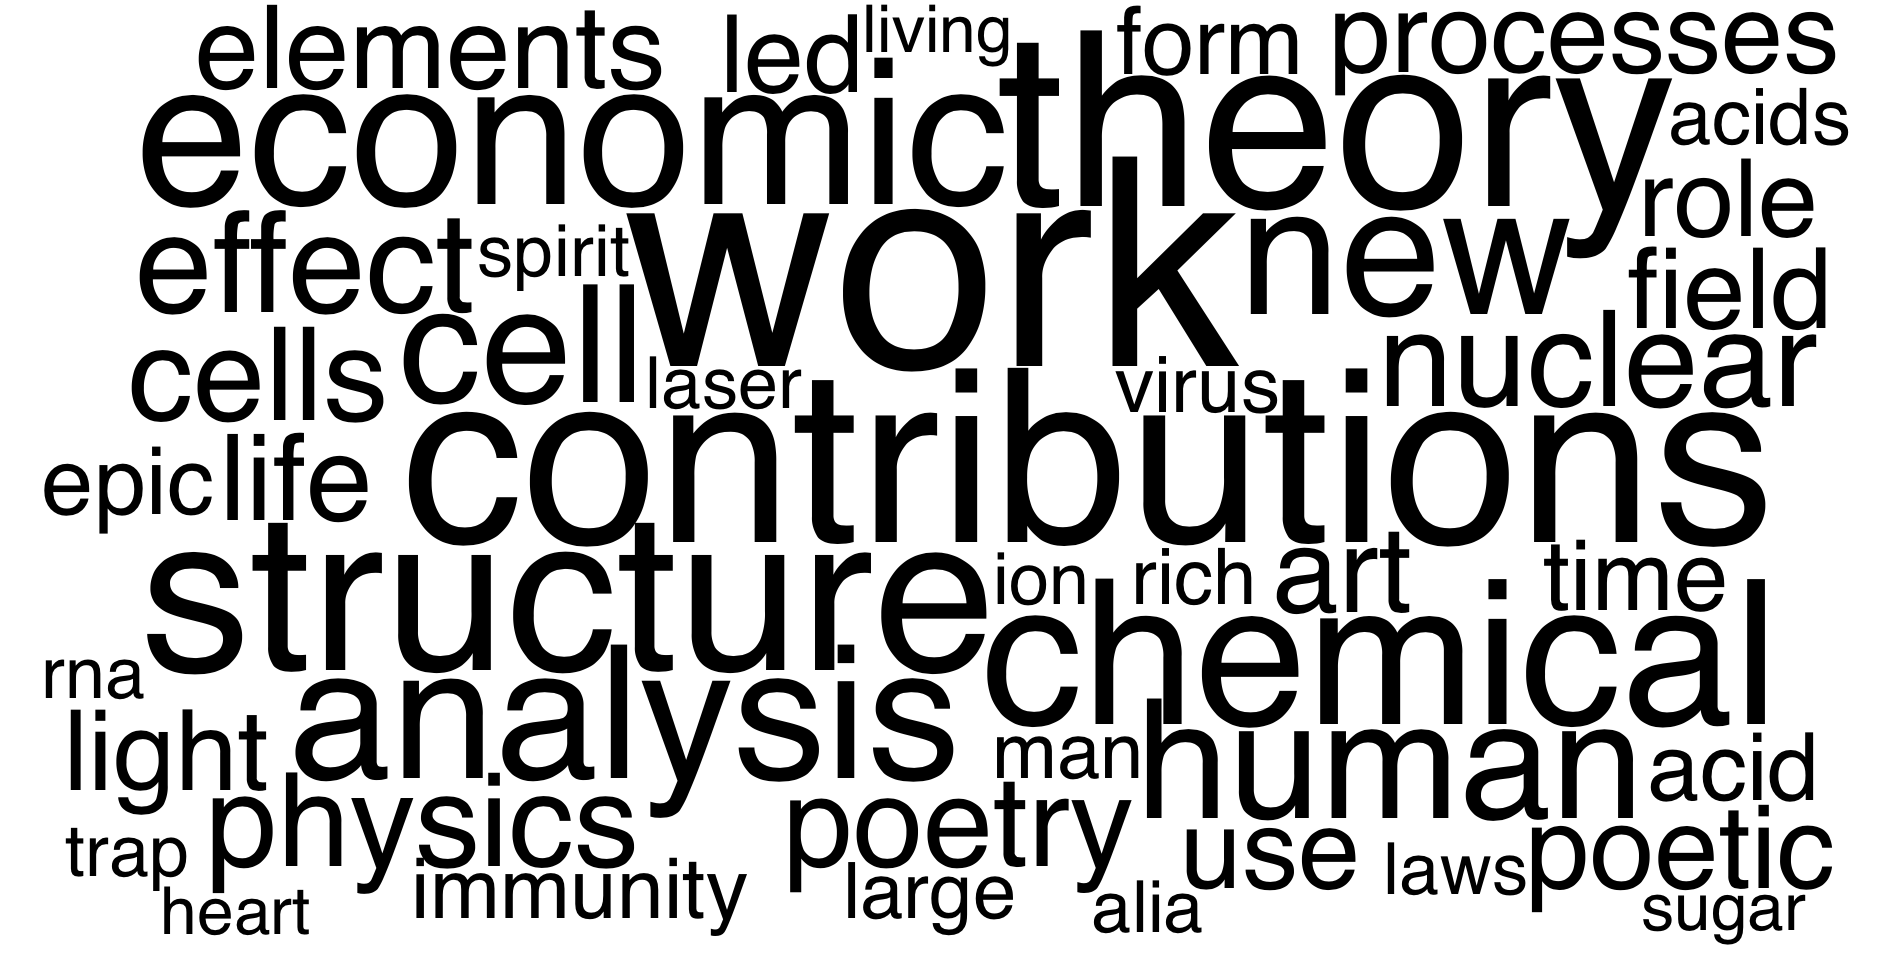 elements led living form processes
economic theory acids
role
effect spirit work new field
cells cell laser virus nuclear
epic life contributions
structure ion rich art time
rna chemical
light analysis man human acid
physics poetry use poetic
trap immunity large laws
heart alia sugar